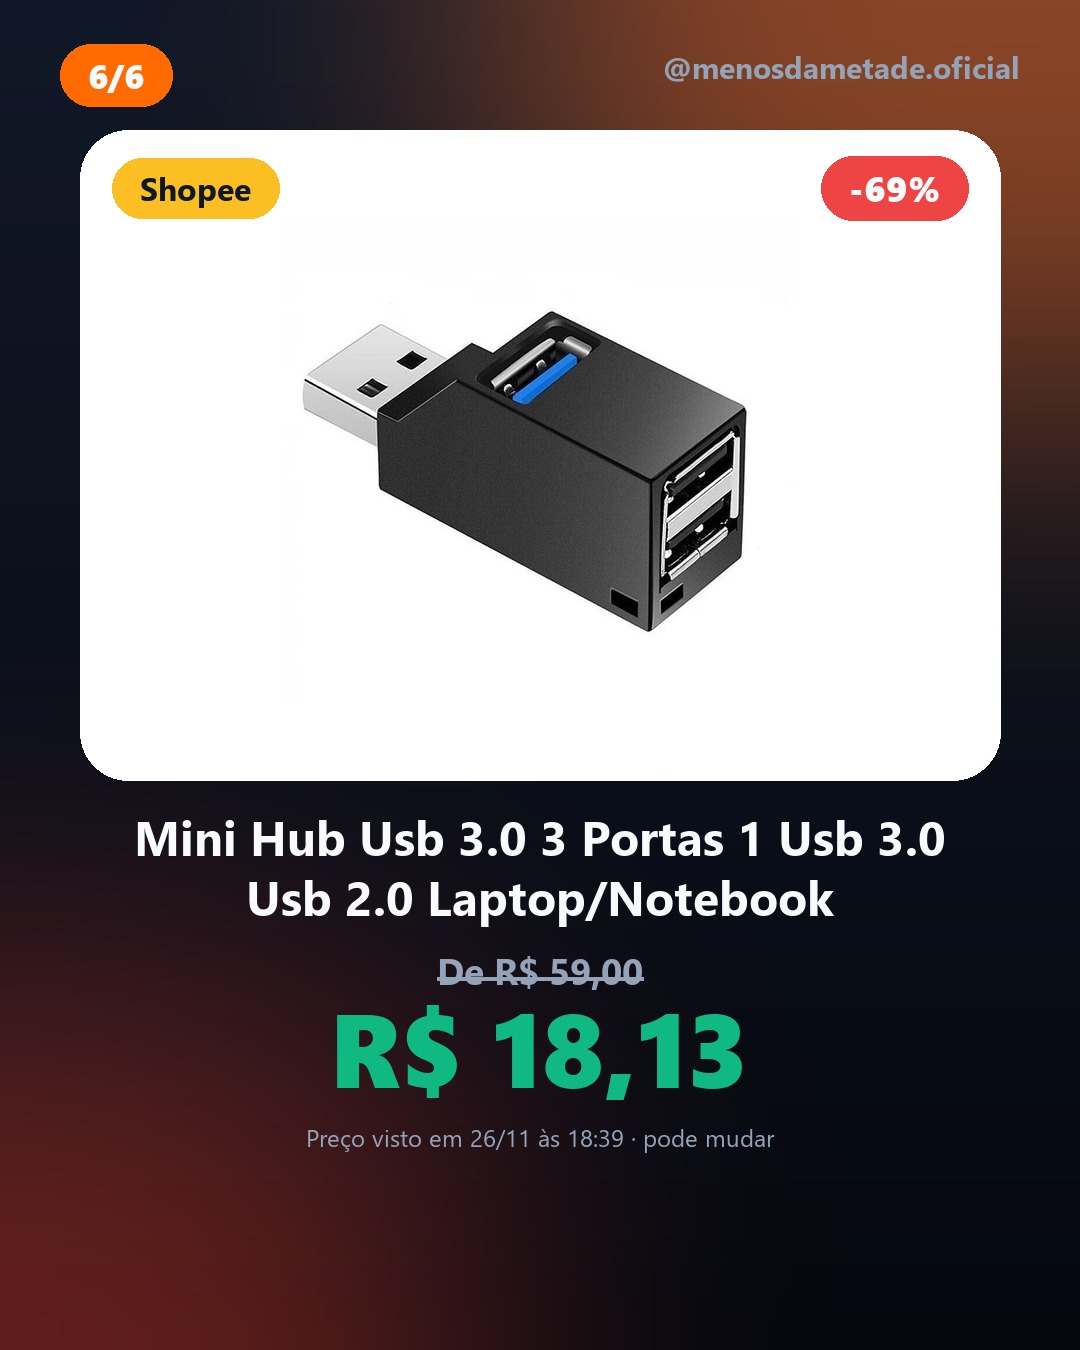 6/6
@menosdametade.oficial
Shopee
-69%
Mini Hub Usb 3.0 3 Portas 1 Usb 3.0
Usb 2.0 Laptop/Notebook
De R$ 59,00
R$ 18,13
Preço visto em 26/11 às 18:39 · pode mudar